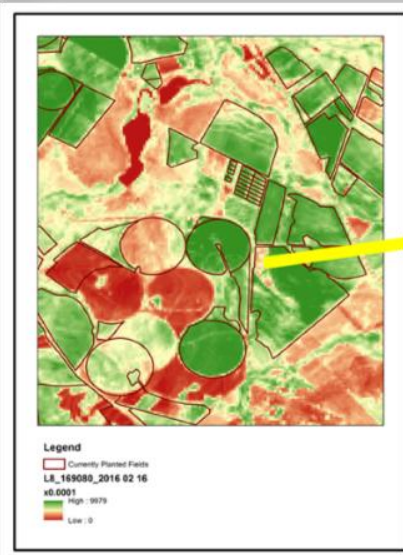 Legend
Currently Planted Fields
L8_169080_2016 02 16
x0.0001
High : 9979
Low : 0